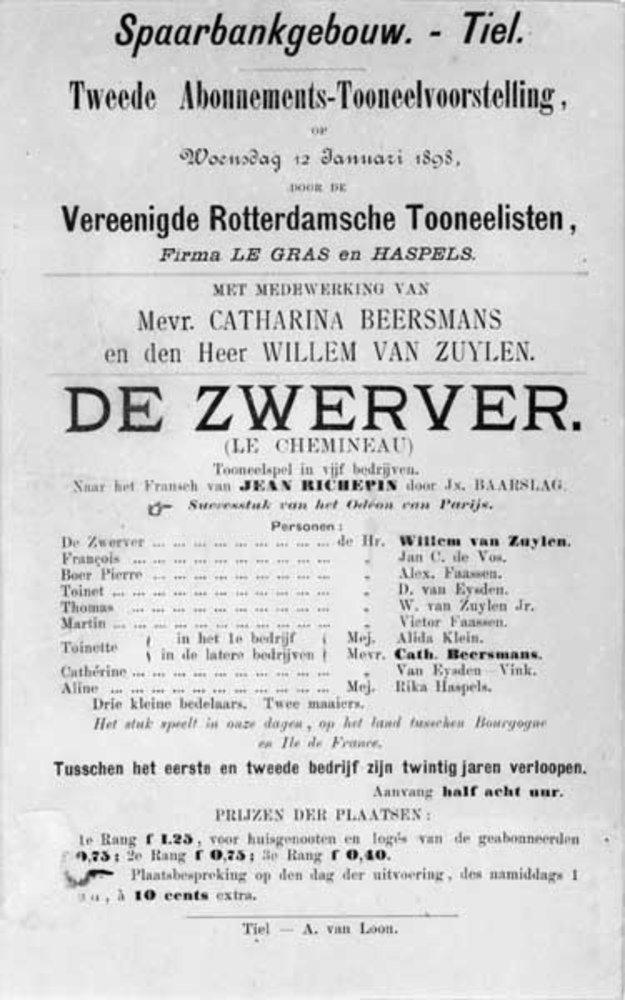 Spaarbankgebouw. - Tiel.
Tweede Abonnements-Tooneelvoorstelling,
OP
Woensdag 12 Januari 1898,
DOOR DE
Vereenigde Rotterdamsche Tooneelisten,
Firma LE GRAS en HASPELS.
MET MEDEWERKING VAN
Mevr. CATHARINA BEERSMANS
en den Heer WILLEM VAN ZUYLEN.
DE ZWERVER.
(LE CHEMINEAU)
Tooneelspel in vijf bedrijven.
Naar het Fransch van JEAN RICHEPIN door Jx. BAARSLAG.
☞ Successtuk van het Odéon van Parijs.
Personen:
De Zwerver ... ... ... ... ... ... ... ... ... de Hr. Willem van Zuylen.
François ... ... ... ... ... ... ... ... ... ... „ Jan C. de Vos.
Boer Pierre ... ... ... ... ... ... ... ... ... „ Alex. Faassen.
Toinet ... ... ... ... ... ... ... ... ... ... „ D. van Eysden.
Thomas ... ... ... ... ... ... ... ... ... ... „ W. van Zuylen Jr.
Martin ... ... ... ... ... ... ... ... ... ... „ Victor Faassen.
Toinette { in het 1e bedrijf { Mej. Alida Klein.
in de latere bedrijven { Mevr. Cath. Beersmans.
Cathérine ... ... ... ... ... ... ... ... ... „ Van Eysden—Vink.
Aline ... ... ... ... ... ... ... ... ... ... Mej. Rika Haspels.
Drie kleine bedelaars. Twee maaiers.
Het stuk speelt in onze dagen, op het land tusschen Bourgogne
en Ile de France.
Tusschen het eerste en tweede bedrijf zijn twintig jaren verloopen.
Aanvang half acht uur.
PRIJZEN DER PLAATSEN:
1e Rang f 1.25, voor huisgenooten en logés van de geabonneerden
f 0,75; 2e Rang f 0,75; 3e Rang f 0,40.
☞ Plaatsbespreking op den dag der uitvoering, des namiddags 1
à 10 cents extra.
Tiel — A. van Loon.